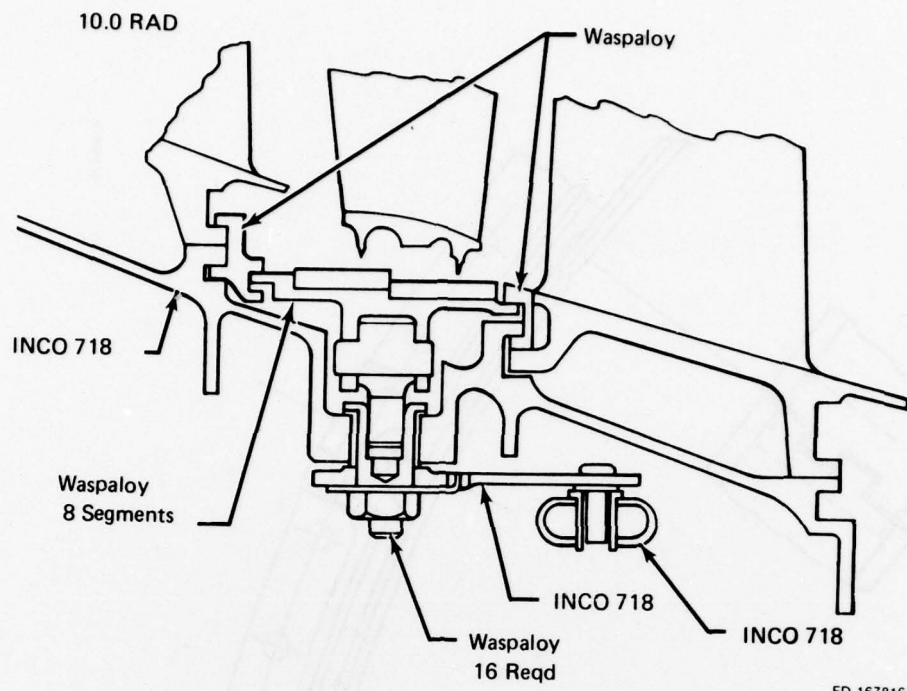 10.0 RAD
Waspaloy
INCO 718
Waspaloy
8 Segments
INCO 718
INCO 718
Waspaloy
16 Reqd